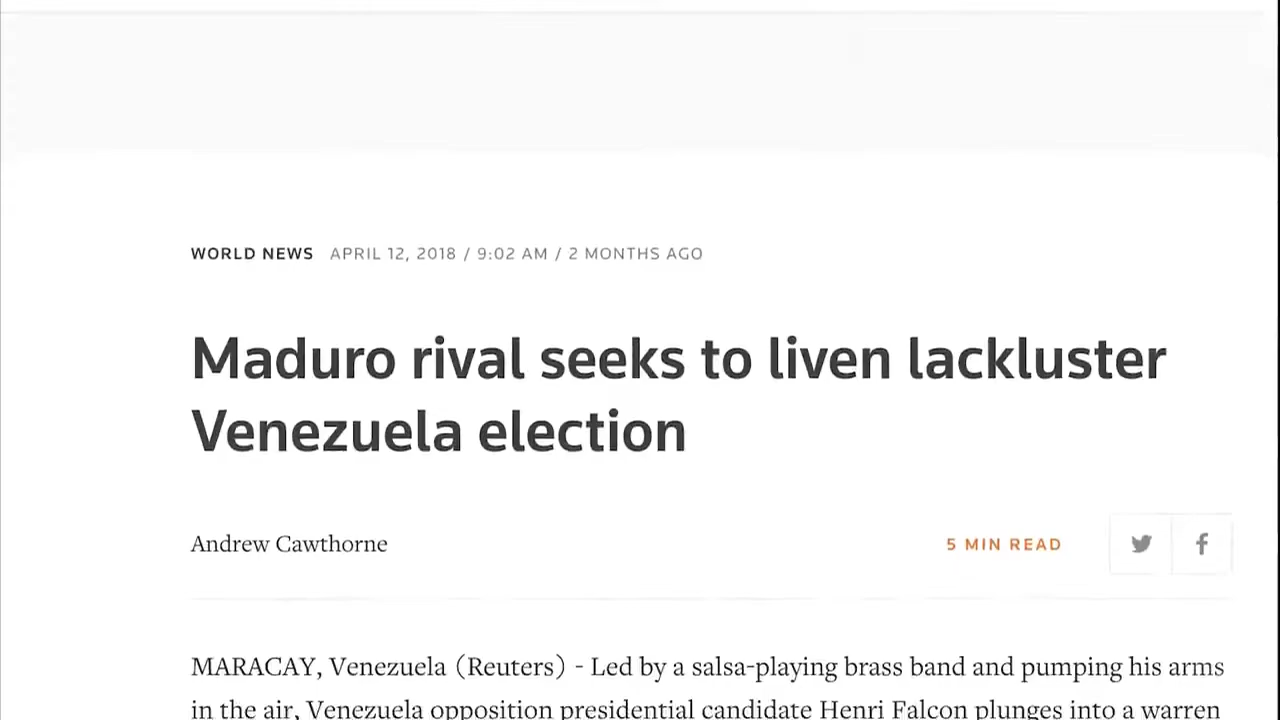 WORLD NEWS APRIL 12, 2018 / 9:02 AM / 2 MONTHS AGO
Maduro rival seeks to liven lackluster
Venezuela election
Andrew Cawthorne
5 MIN READ
MARACAY, Venezuela (Reuters) - Led by a salsa-playing brass band and pumping his arms
in the air, Venezuela opposition presidential candidate Henri Falcon plunges into a warren